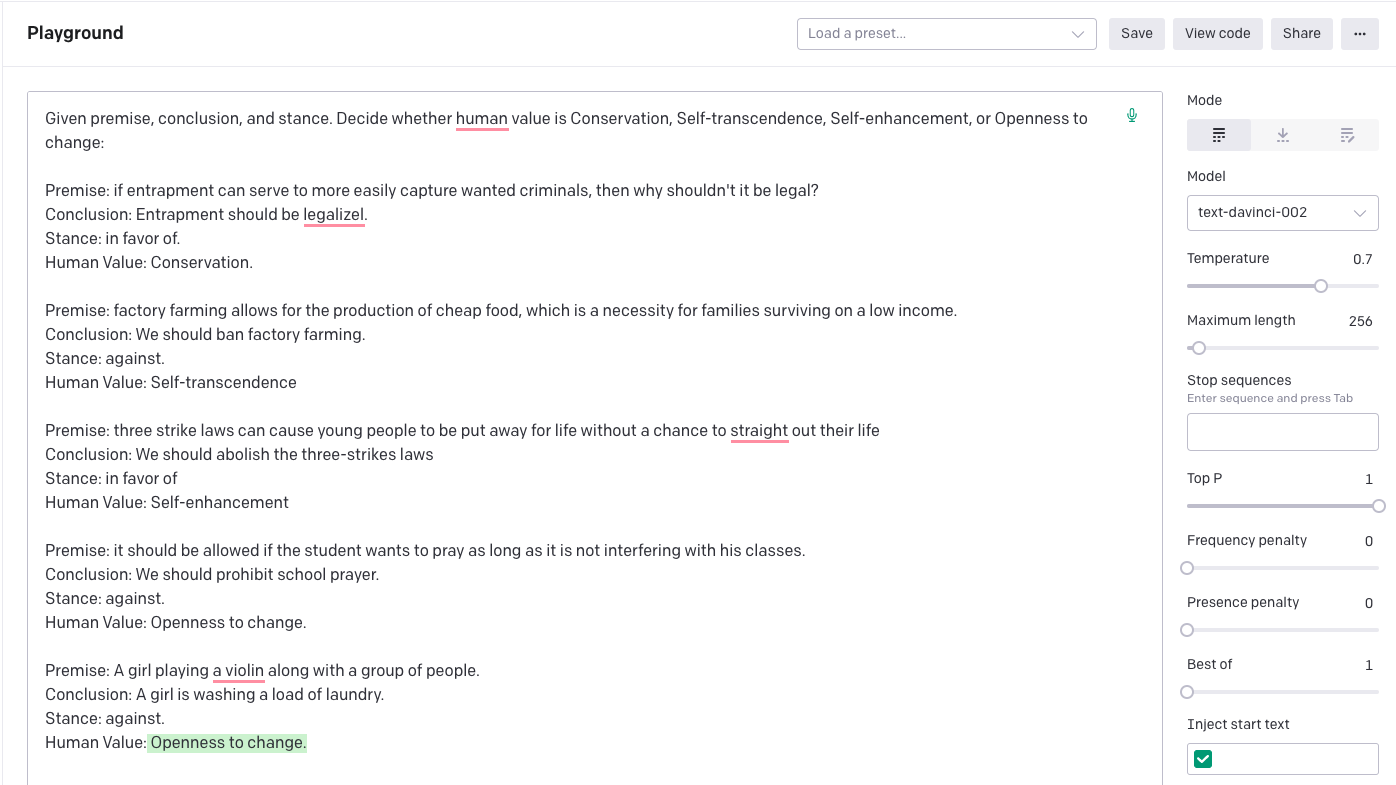 Playground
Load a preset...
Save
View code
Share
...
Given premise, conclusion, and stance. Decide whether human value is Conservation, Self-transcendence, Self-enhancement, or Openness to
change:
Premise: if entrapment can serve to more easily capture wanted criminals, then why shouldn't it be legal?
Conclusion: Entrapment should be legalizel.
Stance: in favor of.
Human Value: Conservation.
Premise: factory farming allows for the production of cheap food, which is a necessity for families surviving on a low income.
Conclusion: We should ban factory farming.
Stance: against.
Human Value: Self-transcendence
Premise: three strike laws can cause young people to be put away for life without a chance to straight out their life
Conclusion: We should abolish the three-strikes laws
Stance: in favor of
Human Value: Self-enhancement
Premise: it should be allowed if the student wants to pray as long as it is not interfering with his classes.
Conclusion: We should prohibit school prayer.
Stance: against.
Human Value: Openness to change.
Premise: A girl playing a violin along with a group of people.
Conclusion: A girl is washing a load of laundry.
Stance: against.
Human Value: Openness to change.
Mode
Model
text-davinci-002
Temperature 0.7
Maximum length 256
Stop sequences
Enter sequence and press Tab
Top P 1
Frequency penalty 0
Presence penalty 0
Best of 1
Inject start text